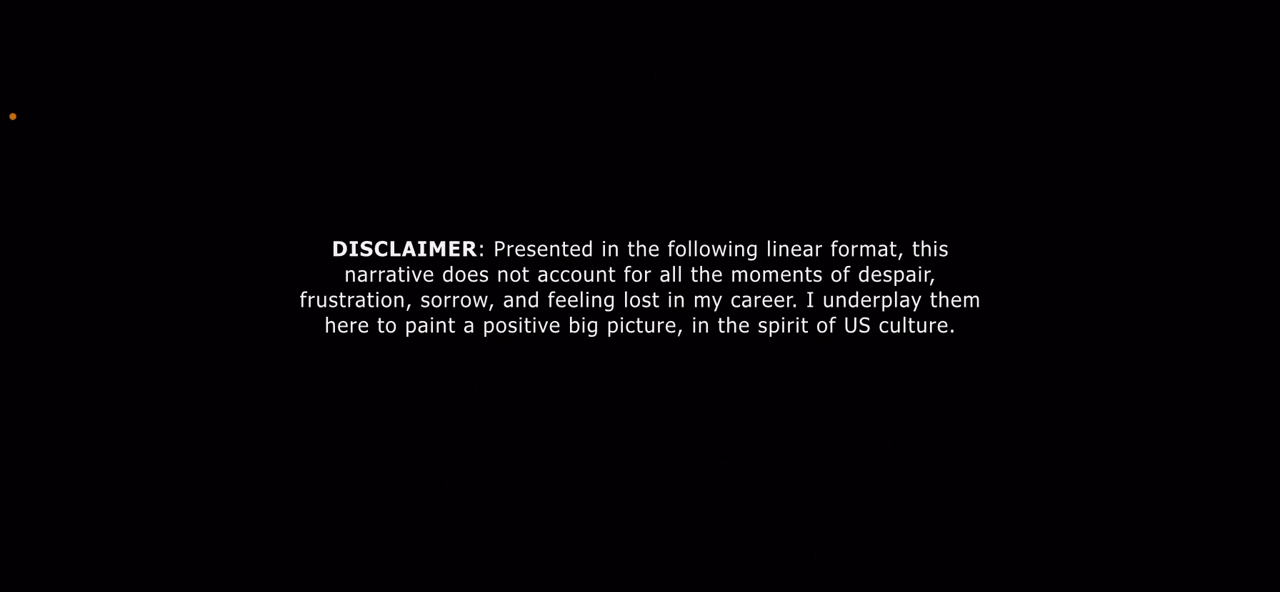 DISCLAIMER: Presented in the following linear format, this
narrative does not account for all the moments of despair,
frustration, sorrow, and feeling lost in my career. I underplay them
here to paint a positive big picture, in the spirit of US culture.